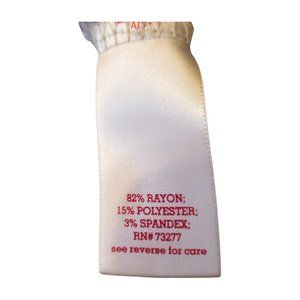 82% RAYON;
15% POLYESTER;
3% SPANDEX;
RN# 73277
see reverse for care